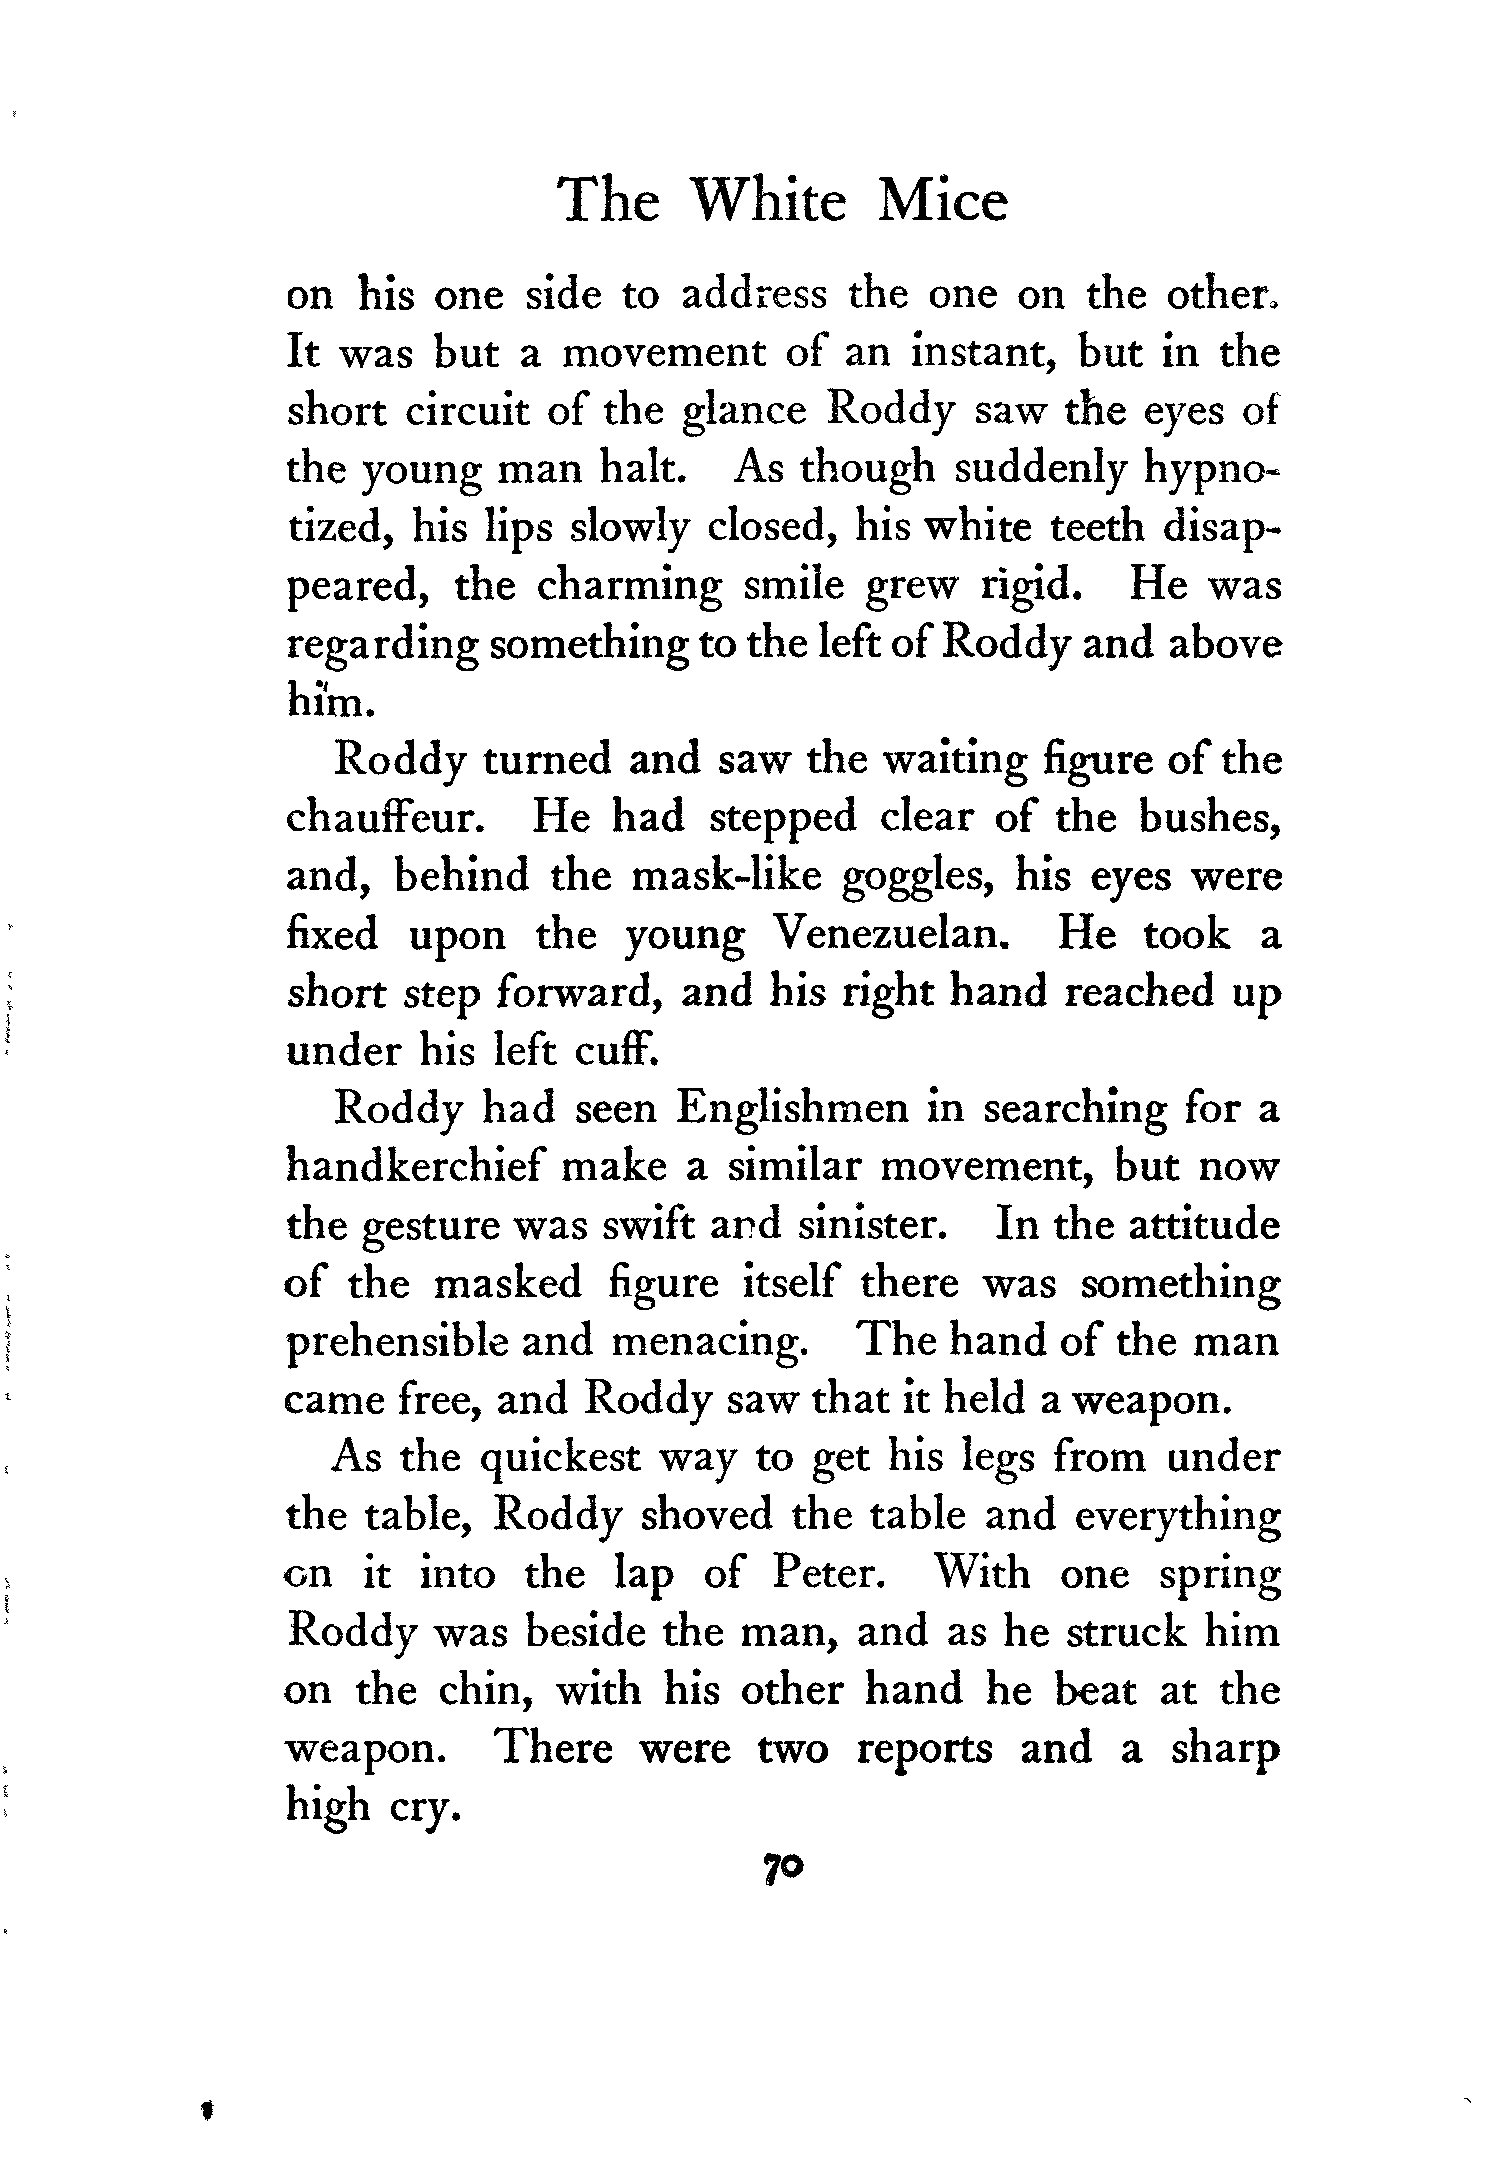 The White Mice
on his one side to address the one on the other.
It was but a movement of an instant, but in the
short circuit of the glance Roddy saw the eyes of
the young man halt. As though suddenly hypno-
tized, his lips slowly closed, his white teeth disap-
peared, the charming smile grew rigid. He was
regarding something to the left of Roddy and above
him.
Roddy turned and saw the waiting figure of the
chauffeur. He had stepped clear of the bushes,
and, behind the mask-like goggles, his eyes were
fixed upon the young Venezuelan. He took a
short step forward, and his right hand reached up
under his left cuff.
Roddy had seen Englishmen in searching for a
handkerchief make a similar movement, but now
the gesture was swift and sinister. In the attitude
of the masked figure itself there was something
prehensible and menacing. The hand of the man
came free, and Roddy saw that it held a weapon.
As the quickest way to get his legs from under
the table, Roddy shoved the table and everything
on it into the lap of Peter. With one spring
Roddy was beside the man, and as he struck him
on the chin, with his other hand he beat at the
weapon. There were two reports and a sharp
high cry.
70